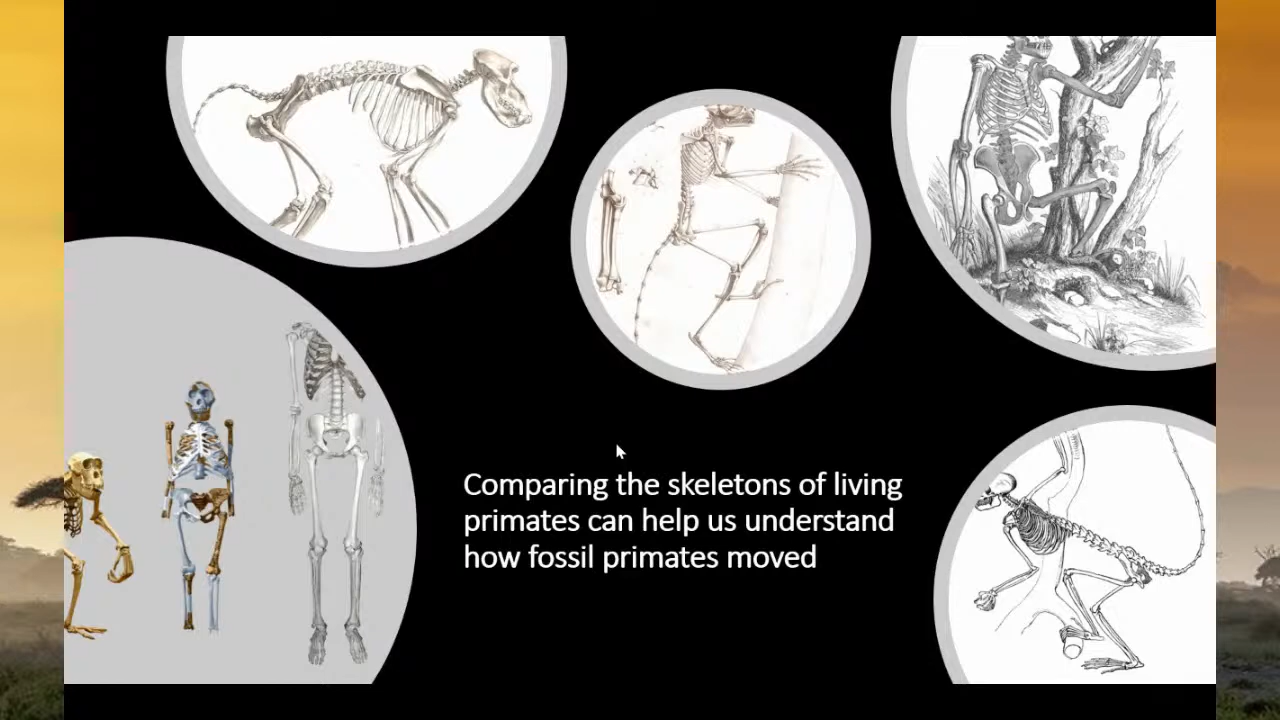 Comparing the skeletons of living
primates can help us understand
how fossil primates moved